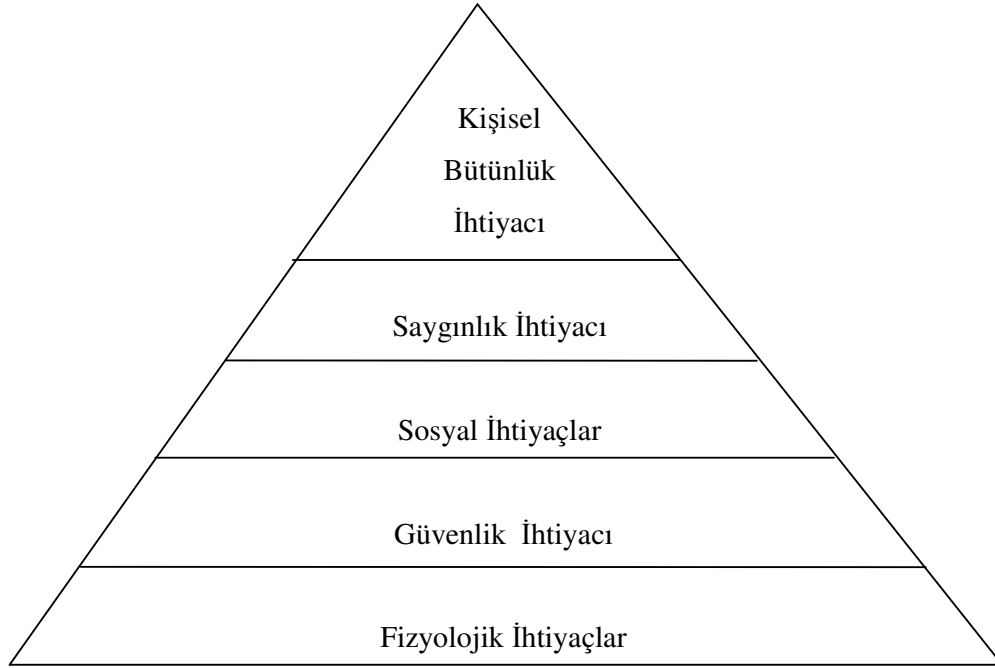 Kişisel
Bütünlük
İhtiyacı
Saygınlık İhtiyacı
Sosyal İhtiyaçlar
Güvenlik  İhtiyacı
Fizyolojik İhtiyaçlar